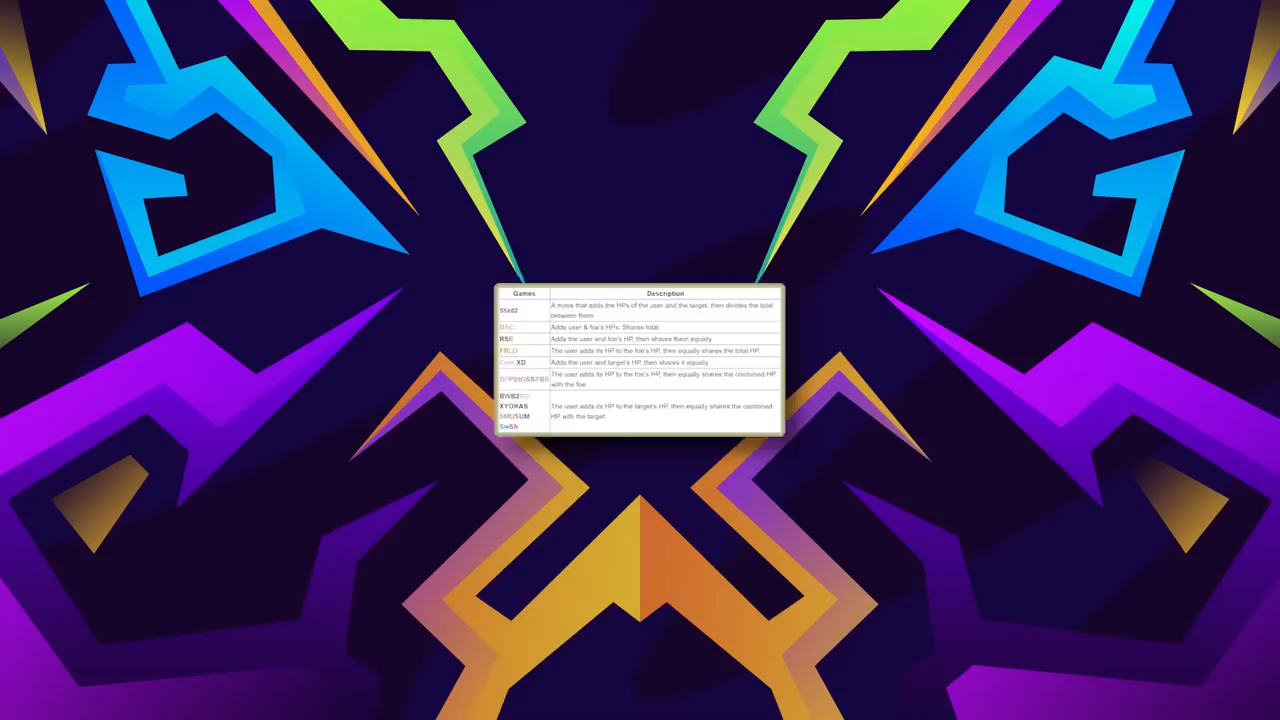 Games Description
Stad2 A move that adds the HPs of the user and the target, then divides the total
between them.
GSC Adds user & foe's HPs. Shares total.
RSE Adds the user and foe's HP, then shares them equally.
FRLG The user adds its HP to the foe's HP, then equally shares the total HP.
Colo XD Adds the user and target's HP, then shares it equally.
DPPtHGSSPBR The user adds its HP to the foe's HP, then equally shares the combined HP
with the foe.
BWB2W2
XYORAS
SMUSUM
SwSh
The user adds its HP to the target's HP, then equally shares the combined
HP with the target.